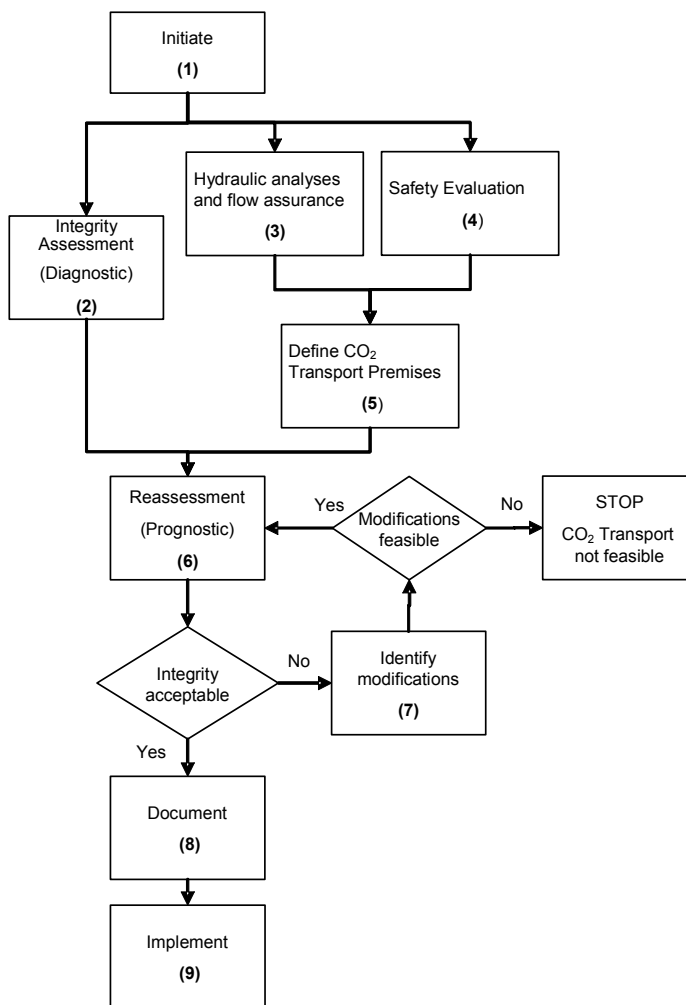 Initiate
(1)
Hydraulic analyses
and flow assurance
(3)
Safety Evaluation
(4)
Integrity
Assessment
(Diagnostic)
(2)
Define CO₂
Transport Premises
(5)
Reassessment
(Prognostic)
(6)
Yes
Modifications
feasible
No
STOP
CO₂ Transport
not feasible
Integrity
acceptable
No
Identify
modifications
(7)
Yes
Document
(8)
Implement
(9)